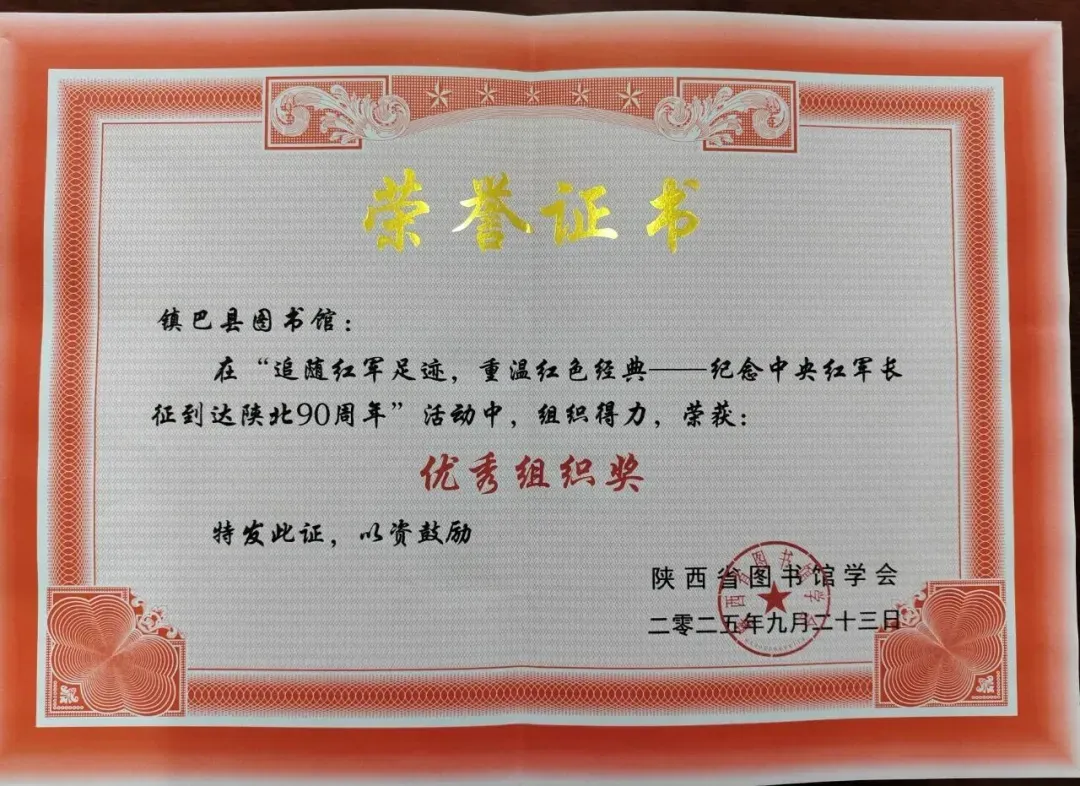 荣誉证书
镇巴县图书馆：
在“追随红军足迹，重温红色经典——纪念中央红军长
征到达陕北90周年”活动中，组织得力，荣获：
优秀组织奖
特发此证，以资鼓励
陕西省图书馆学会
二零二五年九月二十三日